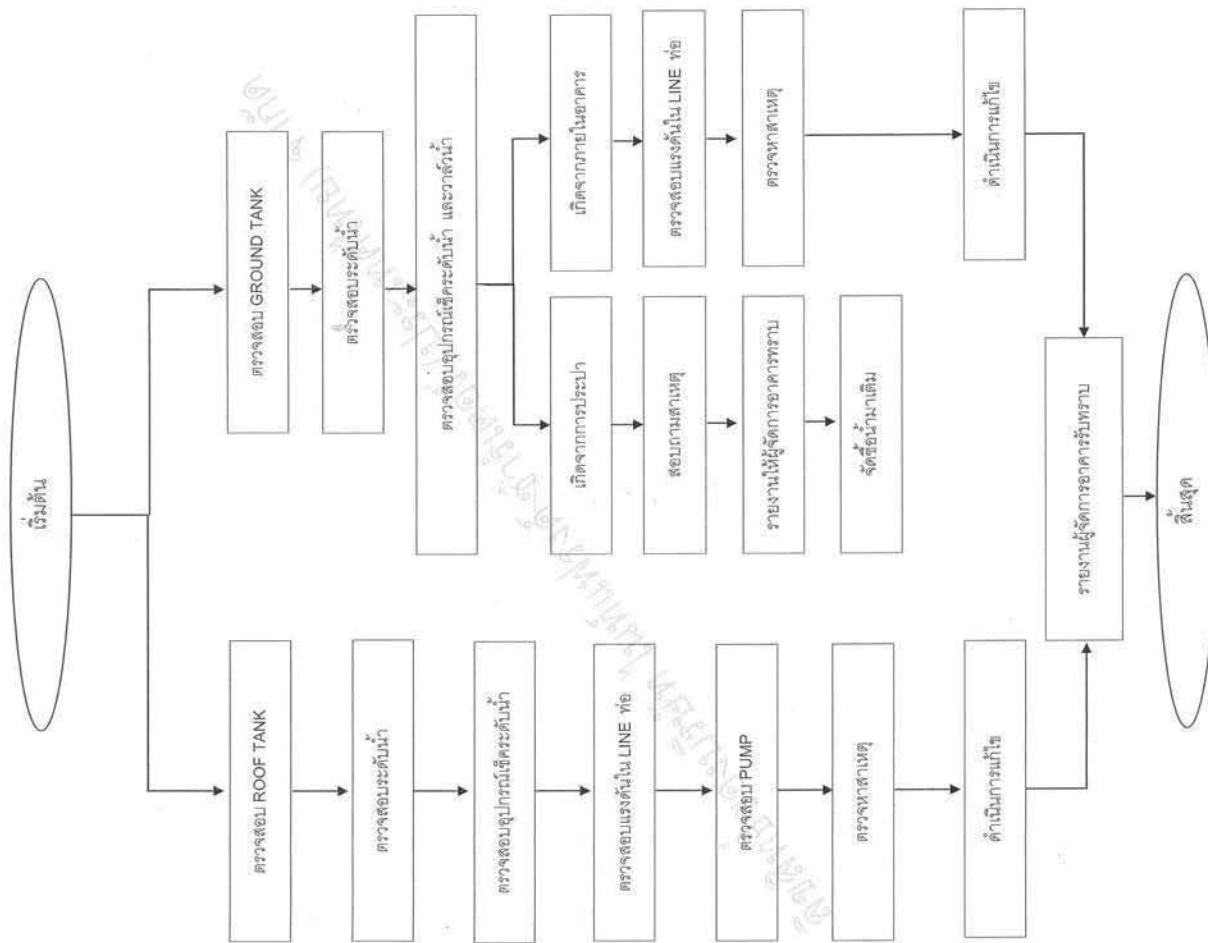 เริ่มต้น
ตรวจสอบ ROOF TANK
ตรวจสอบระดับน้ำ
ตรวจสอบอุปกรณ์เช็คระดับน้ำ
ตรวจสอบแรงดันใน LINE ท่อ
ตรวจสอบ PUMP
ตรวจหาสาเหตุ
ดำเนินการแก้ไข
ตรวจสอบ GROUND TANK
ตรวจสอบระดับน้ำ
ตรวจสอบอุปกรณ์เช็คระดับน้ำ และวาล์วน้ำ
เกิดจากการประปา
สอบถามสาเหตุ
รายงานให้ผู้จัดการอาคารทราบ
จัดซื้อน้ำมาเติม
เกิดจากภายในอาคาร
ตรวจสอบแรงดันใน LINE ท่อ
ตรวจหาสาเหตุ
ดำเนินการแก้ไข
รายงานผู้จัดการอาคารรับทราบ
สิ้นสุด